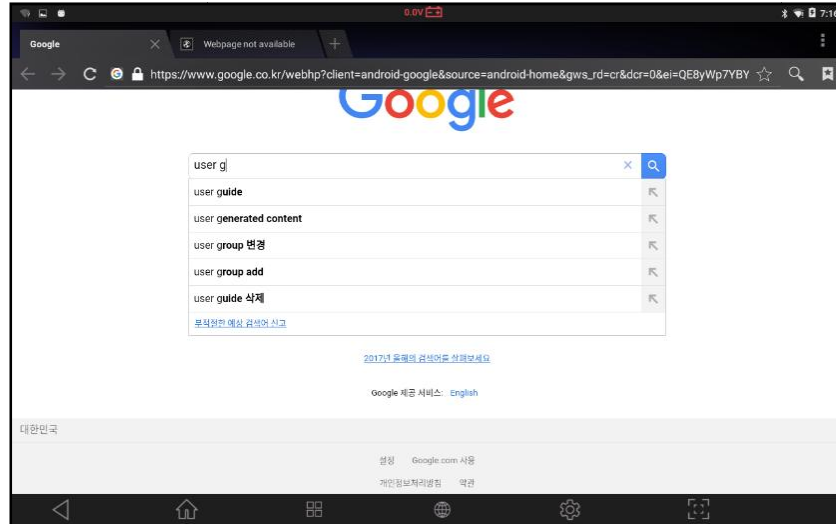 0.0V
7:16
Google
Webpage not available
https://www.google.co.kr/webhp?client=android-google&source=android-home&gws_rd=cr&dcr=0&ei=QE8yWp7YBY
Google
user g
user guide
user generated content
user group 변경
user group add
user guide 삭제
부적절한 예상 검색어 신고
2017년 올해의 검색어를 살펴보세요
Google 제공 서비스: English
대한민국
설정 Google.com 사용
개인정보처리방침 약관